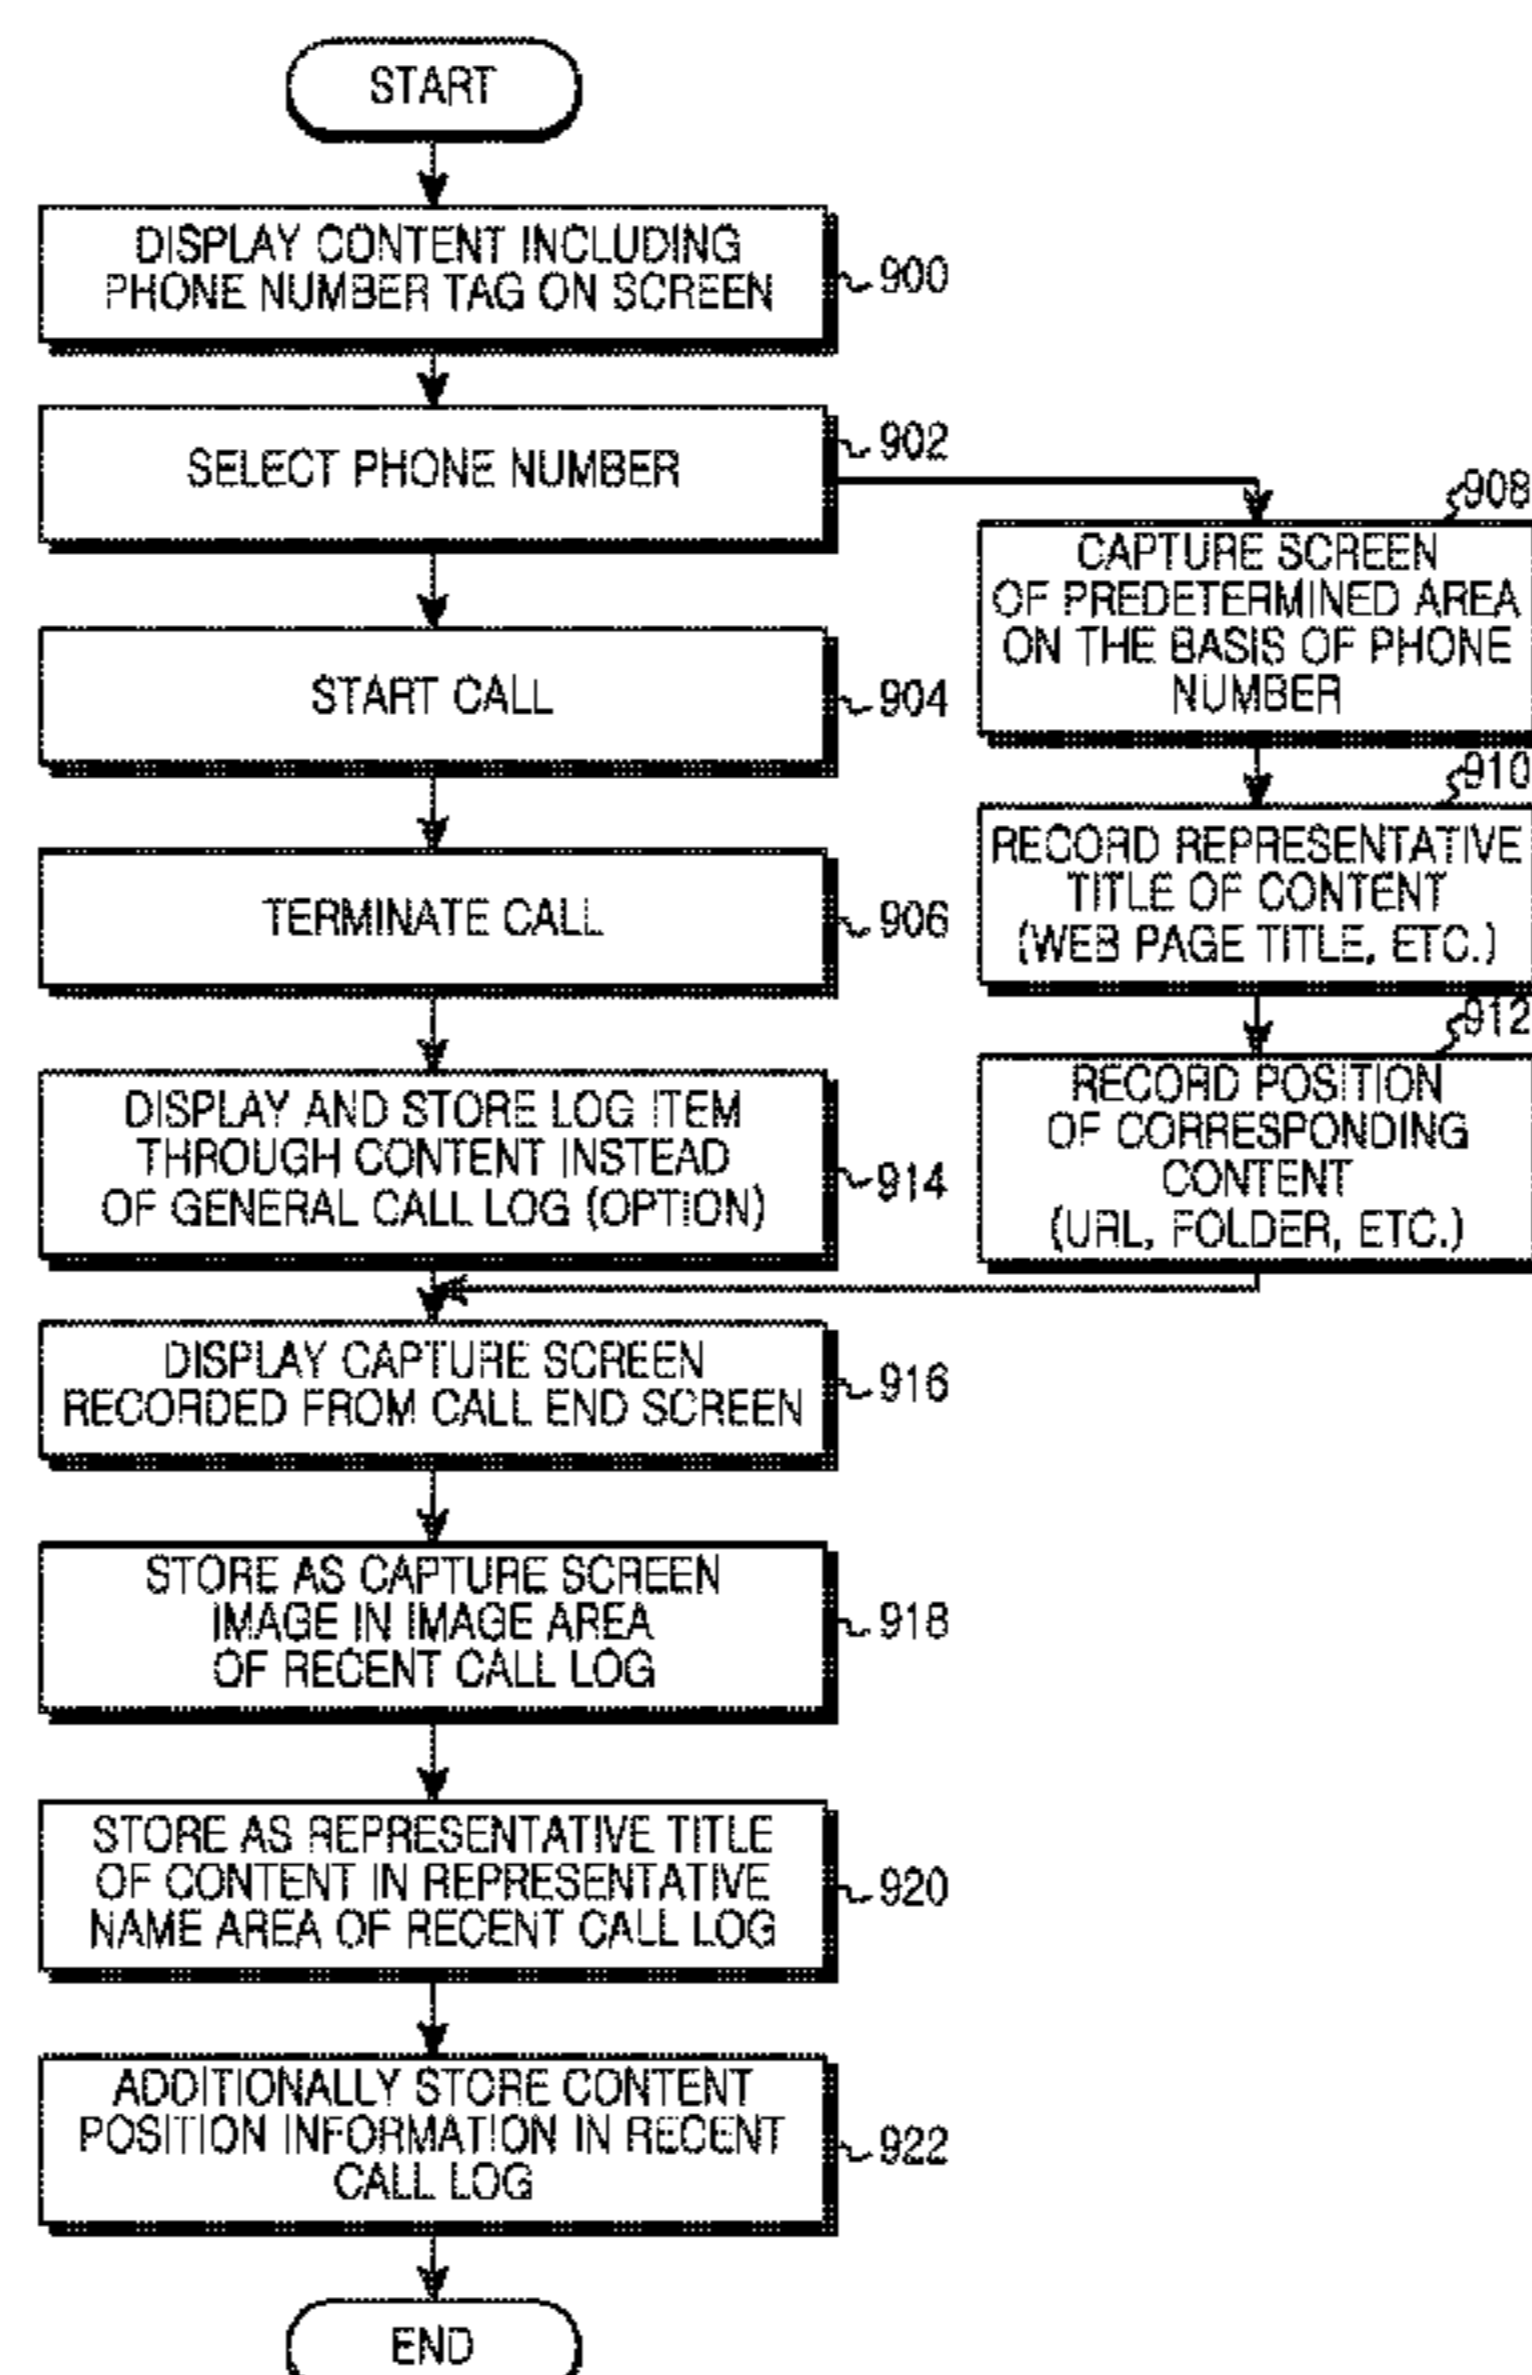 START
DISPLAY CONTENT INCLUDING
PHONE NUMBER TAG ON SCREEN
900
SELECT PHONE NUMBER
902
START CALL
904
TERMINATE CALL
906
908
CAPTURE SCREEN
OF PREDETERMINED AREA
ON THE BASIS OF PHONE
NUMBER
910
RECORD REPRESENTATIVE
TITLE OF CONTENT
(WEB PAGE TITLE, ETC.)
912
RECORD POSITION
OF CORRESPONDING
CONTENT
(URL, FOLDER, ETC.)
DISPLAY AND STORE LOG ITEM
THROUGH CONTENT INSTEAD
OF GENERAL CALL LOG (OPTION)
914
DISPLAY CAPTURE SCREEN
RECORDED FROM CALL END SCREEN
916
STORE AS CAPTURE SCREEN
IMAGE IN IMAGE AREA
OF RECENT CALL LOG
918
STORE AS REPRESENTATIVE TITLE
OF CONTENT IN REPRESENTATIVE
NAME AREA OF RECENT CALL LOG
920
ADDITIONALLY STORE CONTENT
POSITION INFORMATION IN RECENT
CALL LOG
922
END